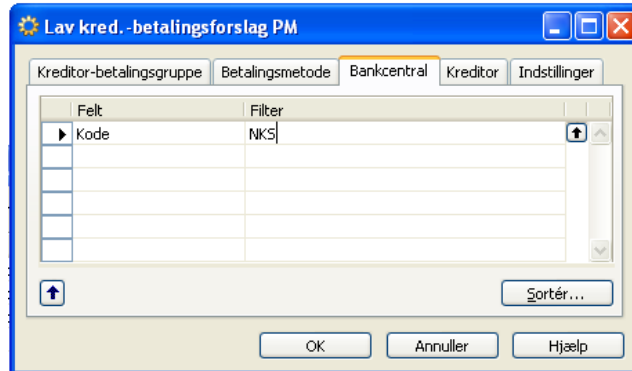 Lav kred.-betalingsforslag PM
Kreditor-betalingsgruppe Betalingsmetode Bankcentral Kreditor Indstillinger
Felt Filter
Kode NKS
Sortér...
OK Annuller Hjælp